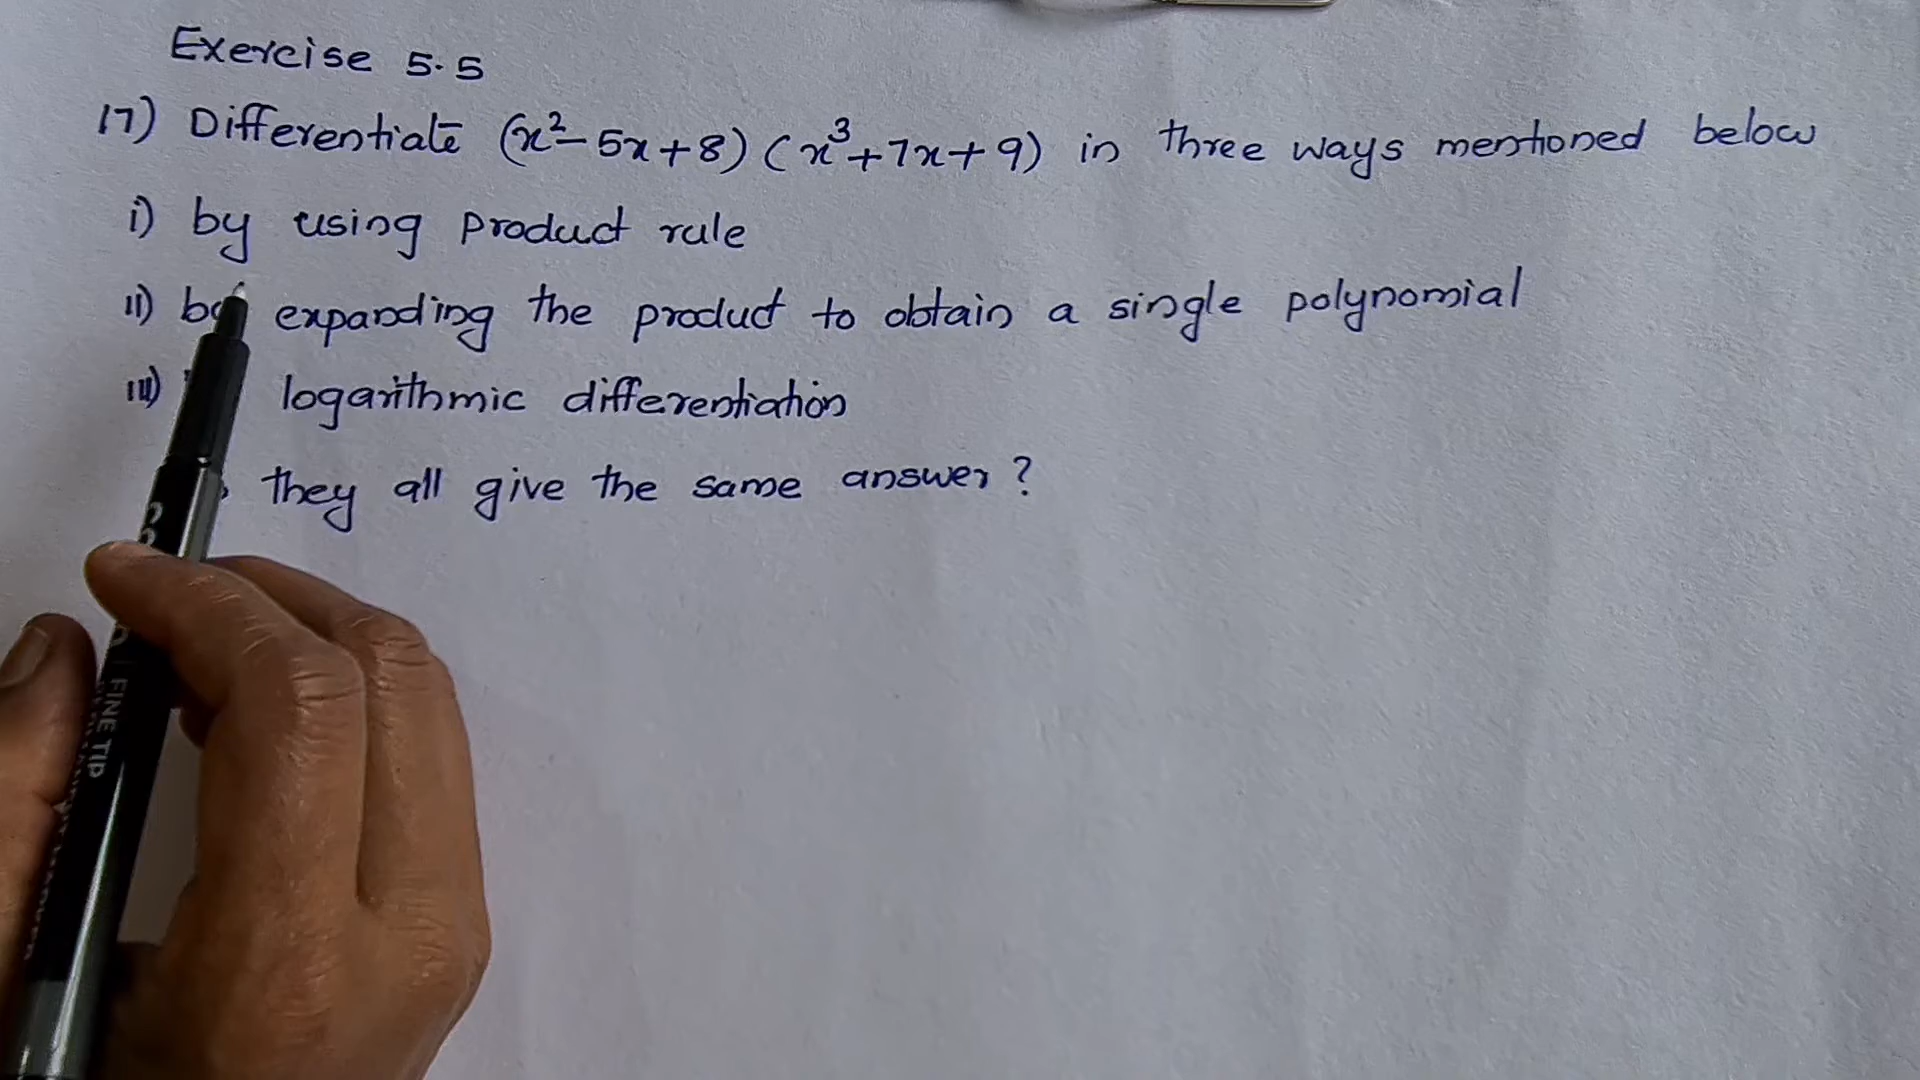 Exercise 5.5
17) Differentiate (x²-5x+8)(x³+7x+9) in three ways mentioned below
i) by using product rule
ii) expanding the product to obtain a single polynomial
iii) logarithmic differentiation
they all give the same answer?
FINE TIP